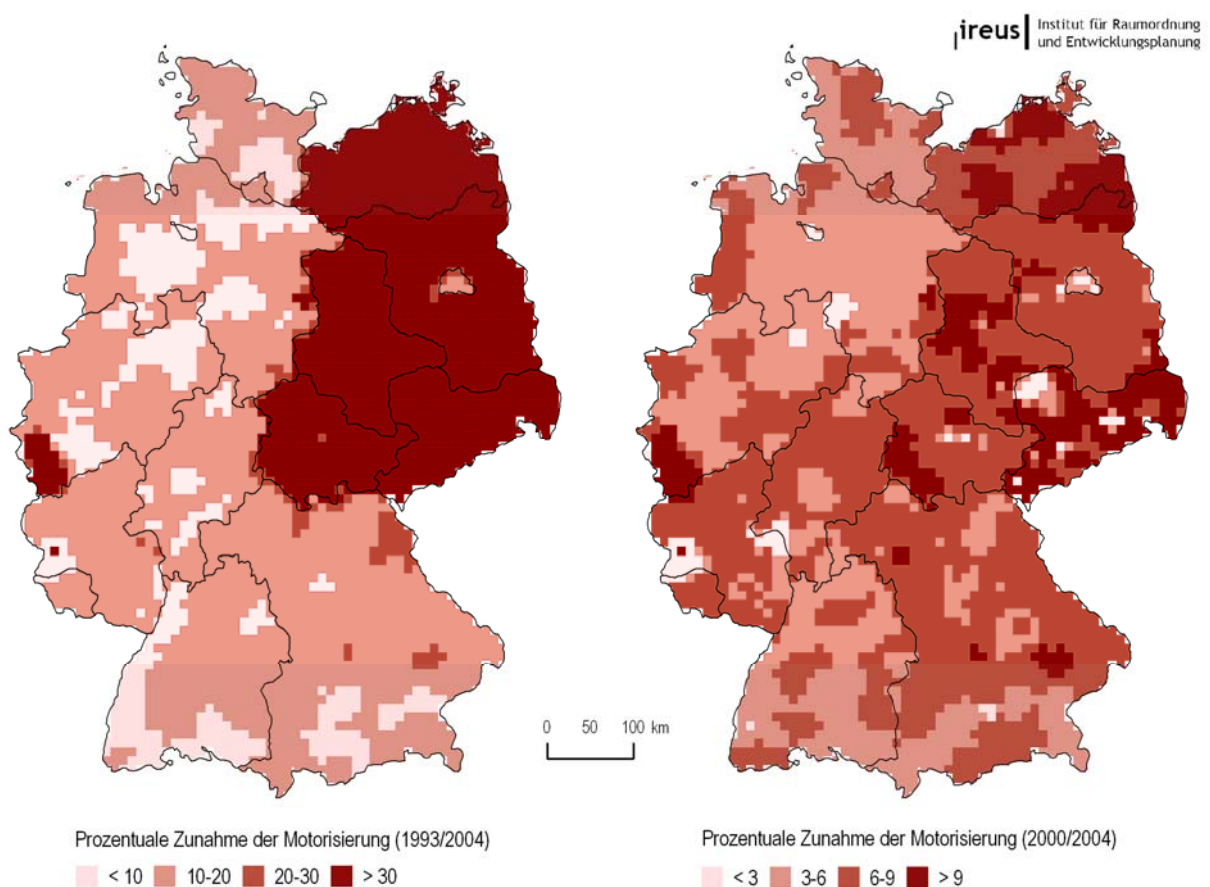 ireus Institut für Raumordnung
und Entwicklungsplanung
0 50 100 km
Prozentuale Zunahme der Motorisierung (1993/2004)
< 10 10-20 20-30 > 30
Prozentuale Zunahme der Motorisierung (2000/2004)
< 3 3-6 6-9 > 9